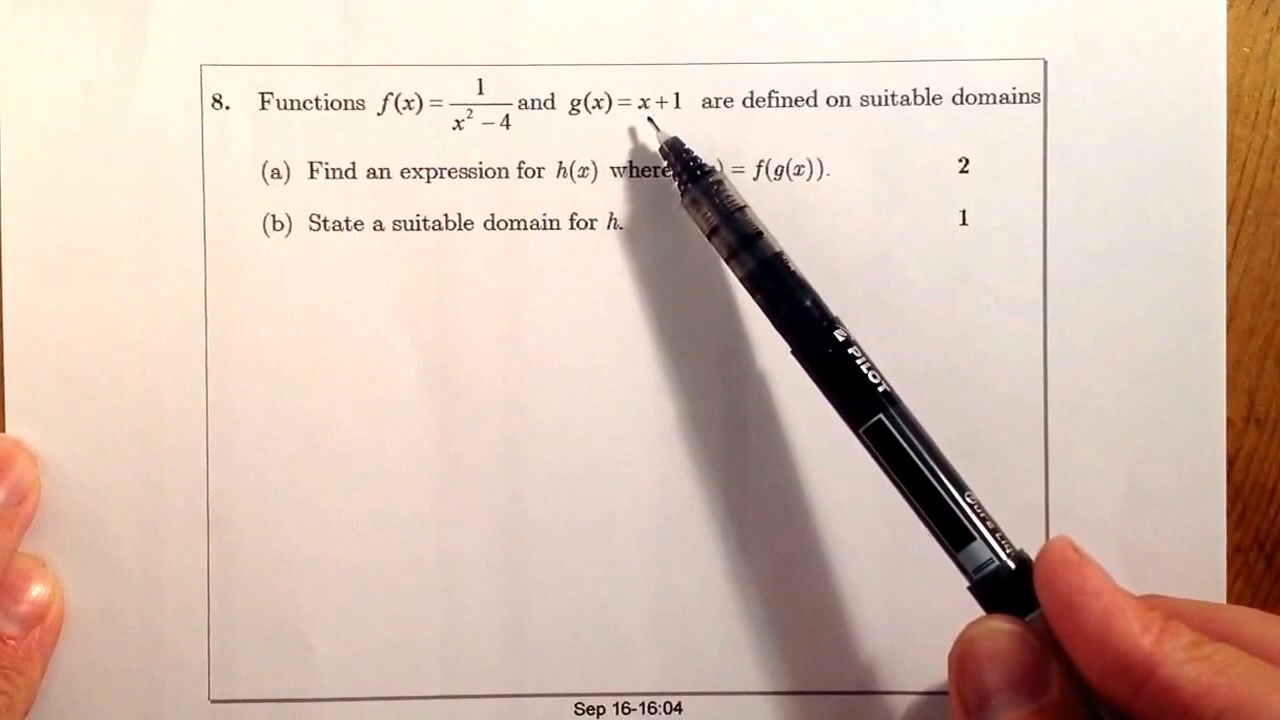 8. Functions f(x) = 1/(x² – 4) and g(x) = x + 1 are defined on suitable domains
(a) Find an expression for h(x) where ) = f(g(x)). 2
(b) State a suitable domain for h. 1
PILOT
Sep 16-16:04